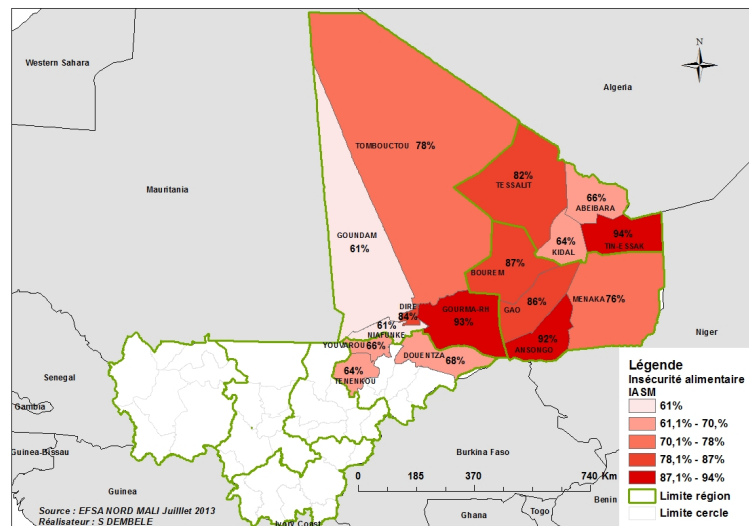 Western Sahara
Algeria
Mauritania
TOMBOUCTOU 78%
82%
TESSALIT
66%
ABEIBARA
GOUNDAM
61%
64%
KIDAL
94%
TIN-ESSAK
87%
BOUREM
DIRE
84%
GOURMA-RH
93%
GAO
86%
MENAKA 76%
61%
NIAFUNKE
YOUVAROU
66%
DOUENTZA
68%
92%
ANSONGO
64%
TENENKOU
Niger
Senegal
Gambia
Guinea-Bissau
Guinea
Burkina Faso
Benin
Togo
Ghana
Ivory Coast
N
0 185 370 740 Km
Légende
Insécurité alimentaire
IASM
61%
61,1% - 70,%
70,1% - 78%
78,1% - 87%
87,1% - 94%
Limite région
Limite cercle
Source : EFSA NORD MALI Juilllet 2013
Réalisateur : S DEMBELE